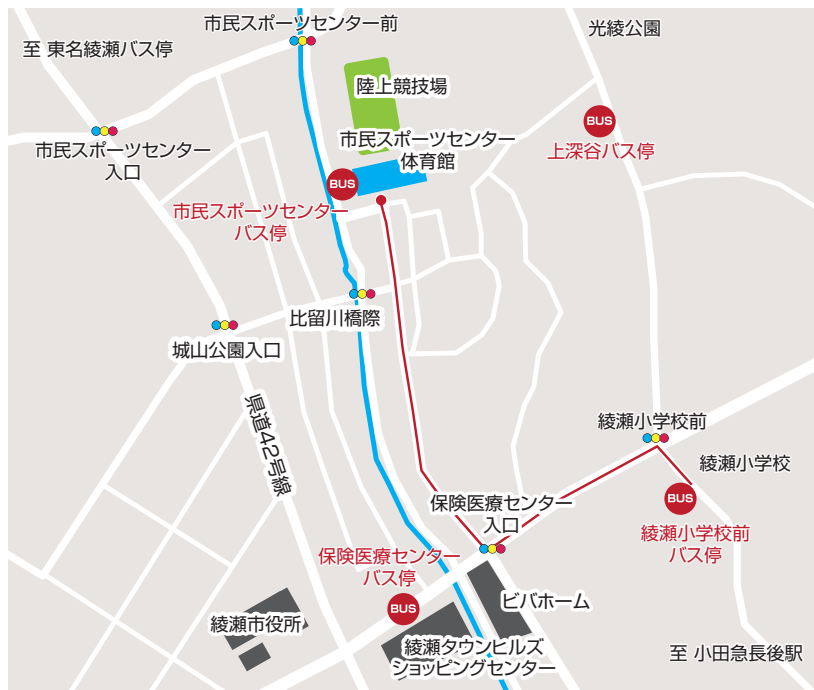 市民スポーツセンター前
光綾公園
至 東名綾瀬バス停
陸上競技場
BUS
市民スポーツセンター
体育館
市民スポーツセンター
入口
上深谷バス停
BUS
市民スポーツセンター
バス停
比留川橋際
城山公園入口
県道42号線
綾瀬小学校前
綾瀬小学校
BUS
保険医療センター
入口
綾瀬小学校前
バス停
保険医療センター
バス停
BUS
ビバホーム
綾瀬市役所
綾瀬タウンヒルズ
ショッピングセンター
至 小田急長後駅